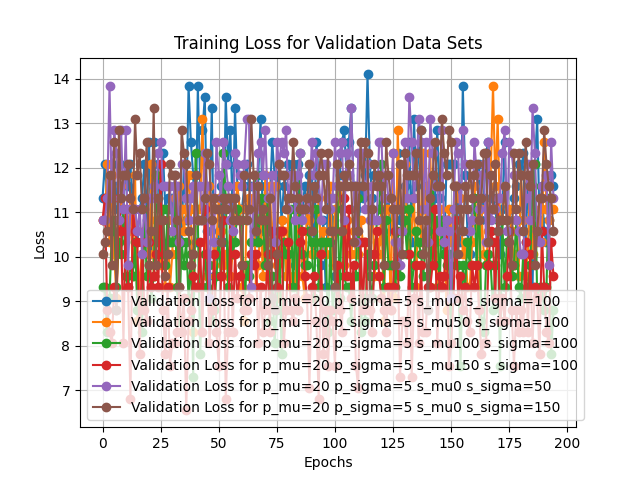 Training Loss for Validation Data Sets
14
13
12
11
10
9
8
7
Loss
Validation Loss for p_mu=20 p_sigma=5 s_mu0 s_sigma=100
Validation Loss for p_mu=20 p_sigma=5 s_mu50 s_sigma=100
Validation Loss for p_mu=20 p_sigma=5 s_mu100 s_sigma=100
Validation Loss for p_mu=20 p_sigma=5 s_mu150 s_sigma=100
Validation Loss for p_mu=20 p_sigma=5 s_mu0 s_sigma=50
Validation Loss for p_mu=20 p_sigma=5 s_mu0 s_sigma=150
0 25 50 75 100 125 150 175 200
Epochs